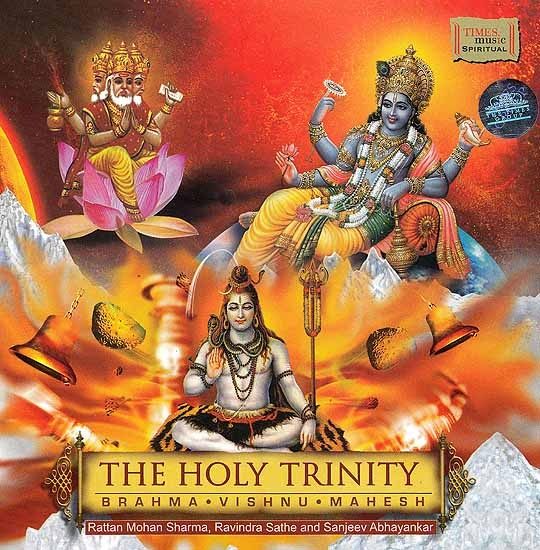 TIMES
music
SPIRITUAL
THE HOLY TRINITY
BRAHMA • VISHNU • MAHESH
Rattan Mohan Sharma, Ravindra Sathe and Sanjeev Abhayankar